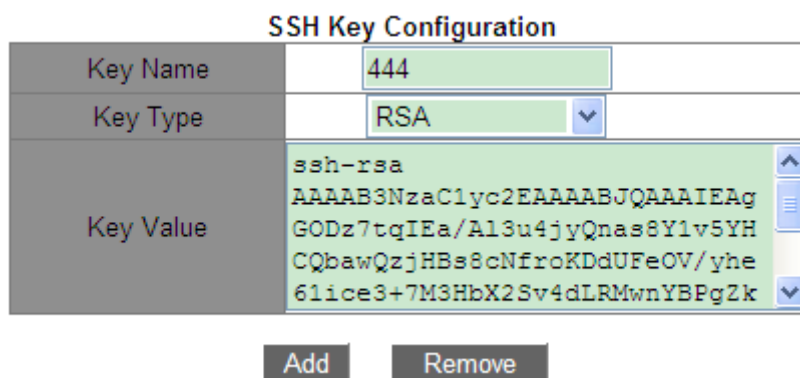 SSH Key Configuration
Key Name 444
Key Type RSA
Key Value
ssh-rsa
AAAAB3NzaC1yc2EAAAABJQAAAIEAg
GODz7tqIEa/Al3u4jyQnas8Y1v5YH
CQbawQzjHBs8cNfroKDdUFeOV/yhe
61ice3+7M3HbX2Sv4dLRMwnYBPgZk
Add Remove